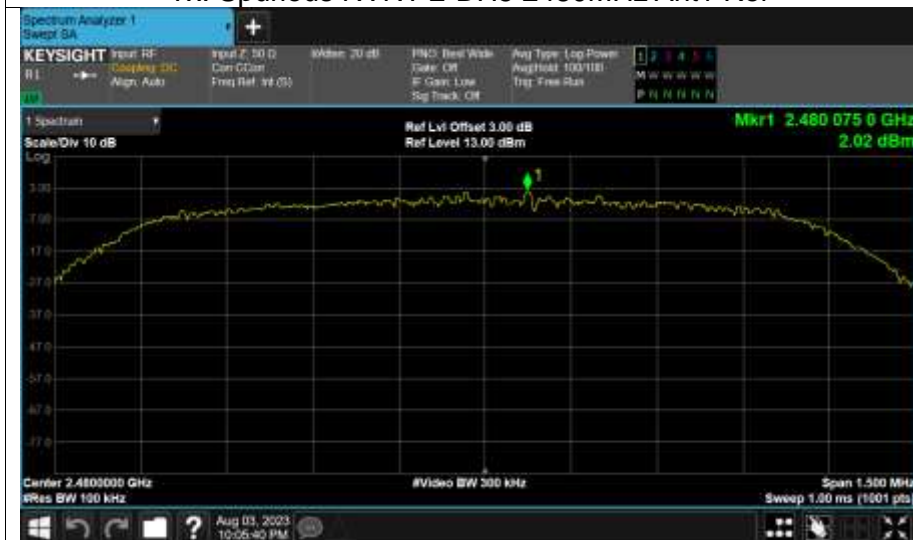 Spectrum Analyzer 1
Swept SA
+
KEYSIGHT Input: RF
Coupling: DC
Align: Auto
Input Z: 50 Ω
Corr CCorr
Freq Ref: Int (S)
#Atten: 20 dB
PNO: Best Wide
Gate: Off
IF Gain: Low
Sig Track: Off
Avg Type: Log-Power
Avg|Hold: 100/100
Trig: Free Run
1 2 3 4 5 6
M W W W W W
P N N N N N
1 Spectrum
Scale/Div 10 dB
Ref Lvl Offset 3.00 dB
Ref Level 13.00 dBm
Mkr1 2.480 075 0 GHz
2.02 dBm
Log
1
3.00
-7.00
-17.0
-27.0
-37.0
-47.0
-57.0
-67.0
-77.0
Center 2.4800000 GHz
#Res BW 100 kHz
#Video BW 300 kHz
Span 1.500 MHz
Sweep 1.00 ms (1001 pts)
?
Aug 03, 2023
10:05:40 PM